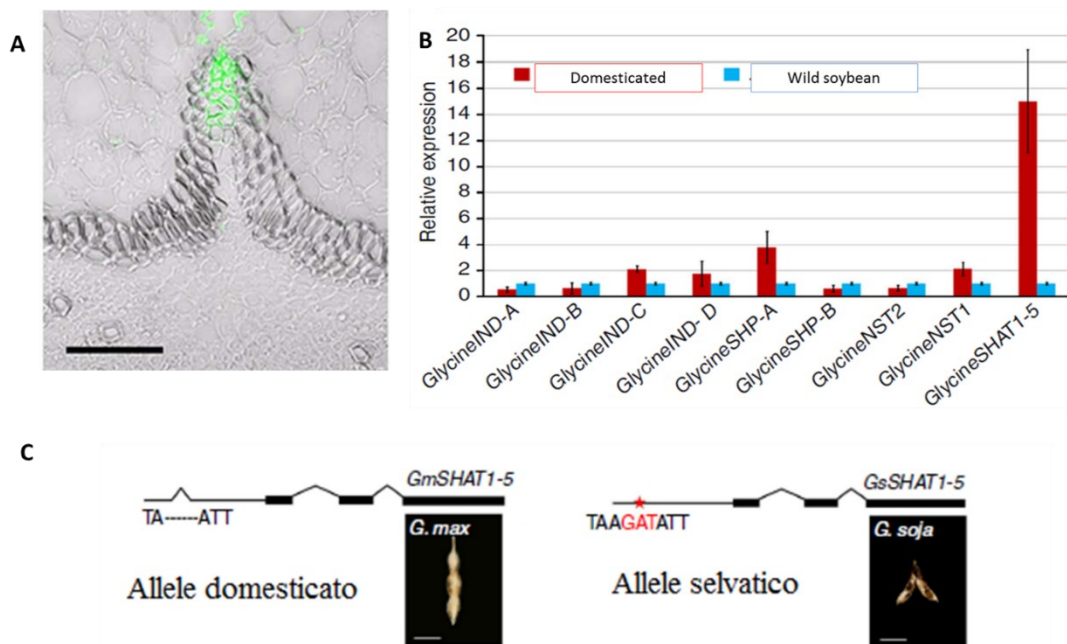 A
B
20
18
16
14
12
10
8
6
4
2
0
Relative expression
Domesticated
Wild soybean
GlycineIND-A
GlycineIND-B
GlycineIND-C
GlycineIND- D
GlycineSHP-A
GlycineSHP-B
GlycineNST2
GlycineNST1
GlycineSHAT1-5
C
GmSHAT1-5
TA------ATT
G. max
Allele domesticato
GsSHAT1-5
TAAGATATT
G. soja
Allele selvatico